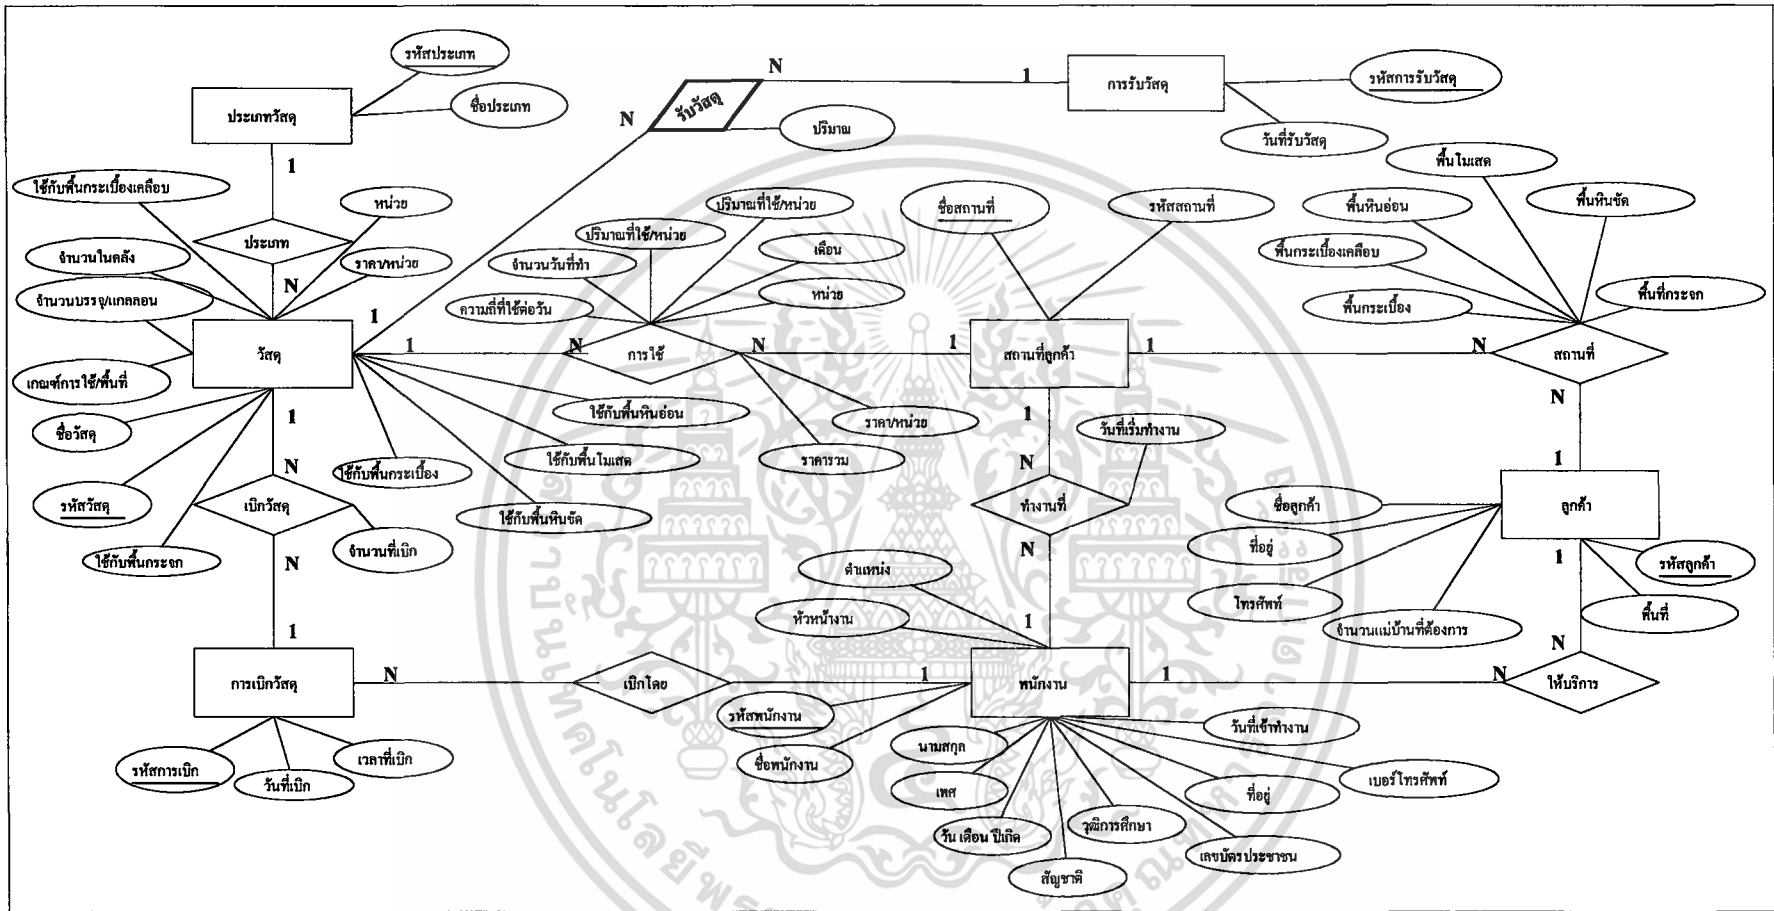 รหัสประเภท
ประเภทวัสดุ
ชื่อประเภท
1
N
รับวัสดุ
N
ปริมาณ
1
การรับวัสดุ
รหัสการรับวัสดุ
วันที่รับวัสดุ
ใช้กับพื้นกระเบื้องเคลือบ
หน่วย
ประเภท
จำนวนในคลัง
ราคา/หน่วย
จำนวนบรรจุ/แกลลอน
N
1
วัสดุ
เกณฑ์การใช้/พื้นที่
ชื่อวัสดุ
รหัสวัสดุ
ใช้กับพื้นกระจก
ใช้กับพื้นกระเบื้อง
ใช้กับพื้นหินอ่อน
ใช้กับพื้นโมเสด
ใช้กับพื้นหินขัด
ปริมาณที่ใช้/หน่วย
ปริมาณที่ใช้/หน่วย
จำนวนวันที่ทำ
เดือน
หน่วย
ความถี่ที่ใช้ต่อวัน
1
N
การใช้
N
1
ราคา/หน่วย
ราคารวม
ชื่อสถานที่
รหัสสถานที่
สถานที่ลูกค้า
1
N
สถานที่
พื้นโมเสด
พื้นหินอ่อน
พื้นหินขัด
พื้นกระเบื้องเคลือบ
พื้นกระเบื้อง
พื้นที่กระจก
N
1
ลูกค้า
ชื่อลูกค้า
ที่อยู่
โทรศัพท์
จำนวนแม่บ้านที่ต้องการ
รหัสลูกค้า
พื้นที่
1
N
ให้บริการ
N
1
1
N
ทำงานที่
วันที่เริ่มทำงาน
N
1
1
N
เบิกวัสดุ
จำนวนที่เบิก
N
1
การเบิกวัสดุ
รหัสการเบิก
วันที่เบิก
เวลาที่เบิก
N
เบิกโดย
1
พนักงาน
ตำแหน่ง
หัวหน้างาน
รหัสพนักงาน
ชื่อพนักงาน
นามสกุล
เพศ
วัน เดือน ปีเกิด
สัญชาติ
วุฒิการศึกษา
เลขบัตรประชาชน
ที่อยู่
เบอร์โทรศัพท์
วันที่เข้าทำงาน